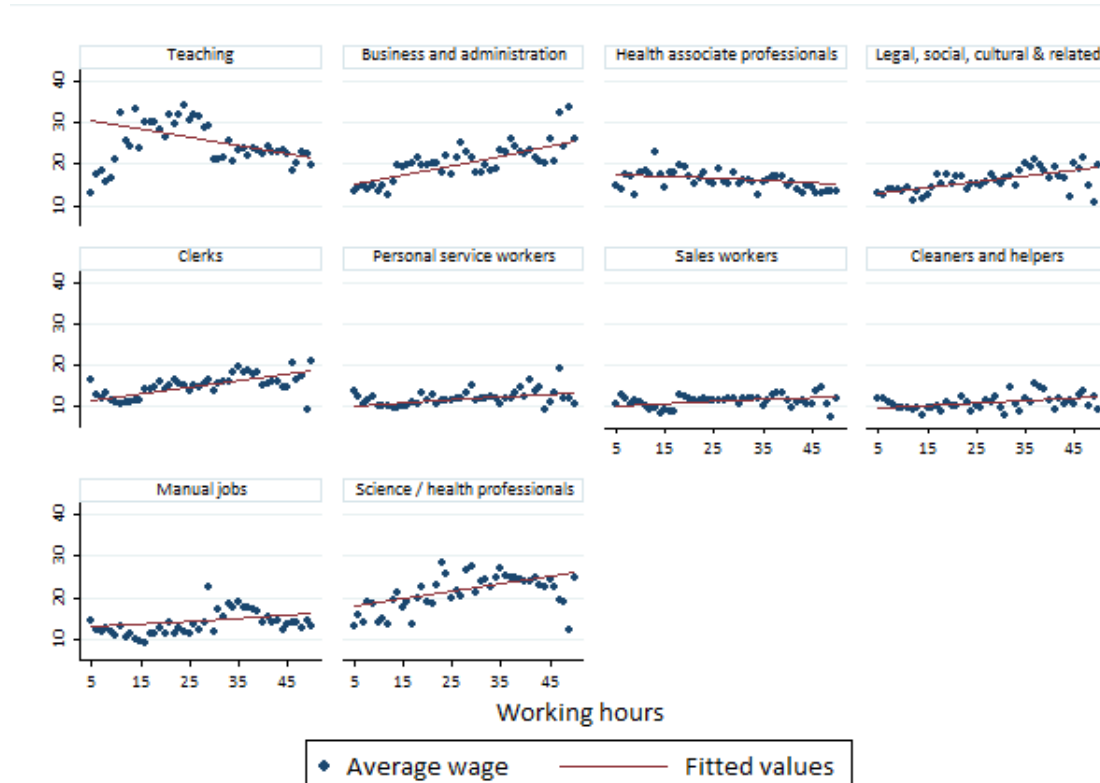 Teaching Business and administration Health associate professionals Legal, social, cultural & related
40
30
20
10
Clerks Personal service workers Sales workers Cleaners and helpers
40
30
20
10
5 15 25 35 45 5 15 25 35 45
Manual jobs Science / health professionals
40
30
20
10
5 15 25 35 45 5 15 25 35 45
Working hours
Average wage Fitted values